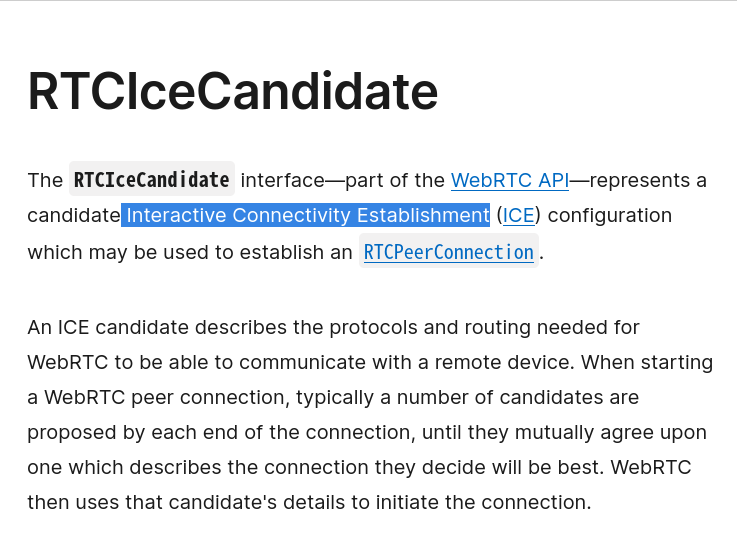 RTCIceCandidate
The RTCIceCandidate interface—part of the WebRTC API—represents a
candidate Interactive Connectivity Establishment (ICE) configuration
which may be used to establish an RTCPeerConnection.
An ICE candidate describes the protocols and routing needed for
WebRTC to be able to communicate with a remote device. When starting
a WebRTC peer connection, typically a number of candidates are
proposed by each end of the connection, until they mutually agree upon
one which describes the connection they decide will be best. WebRTC
then uses that candidate's details to initiate the connection.